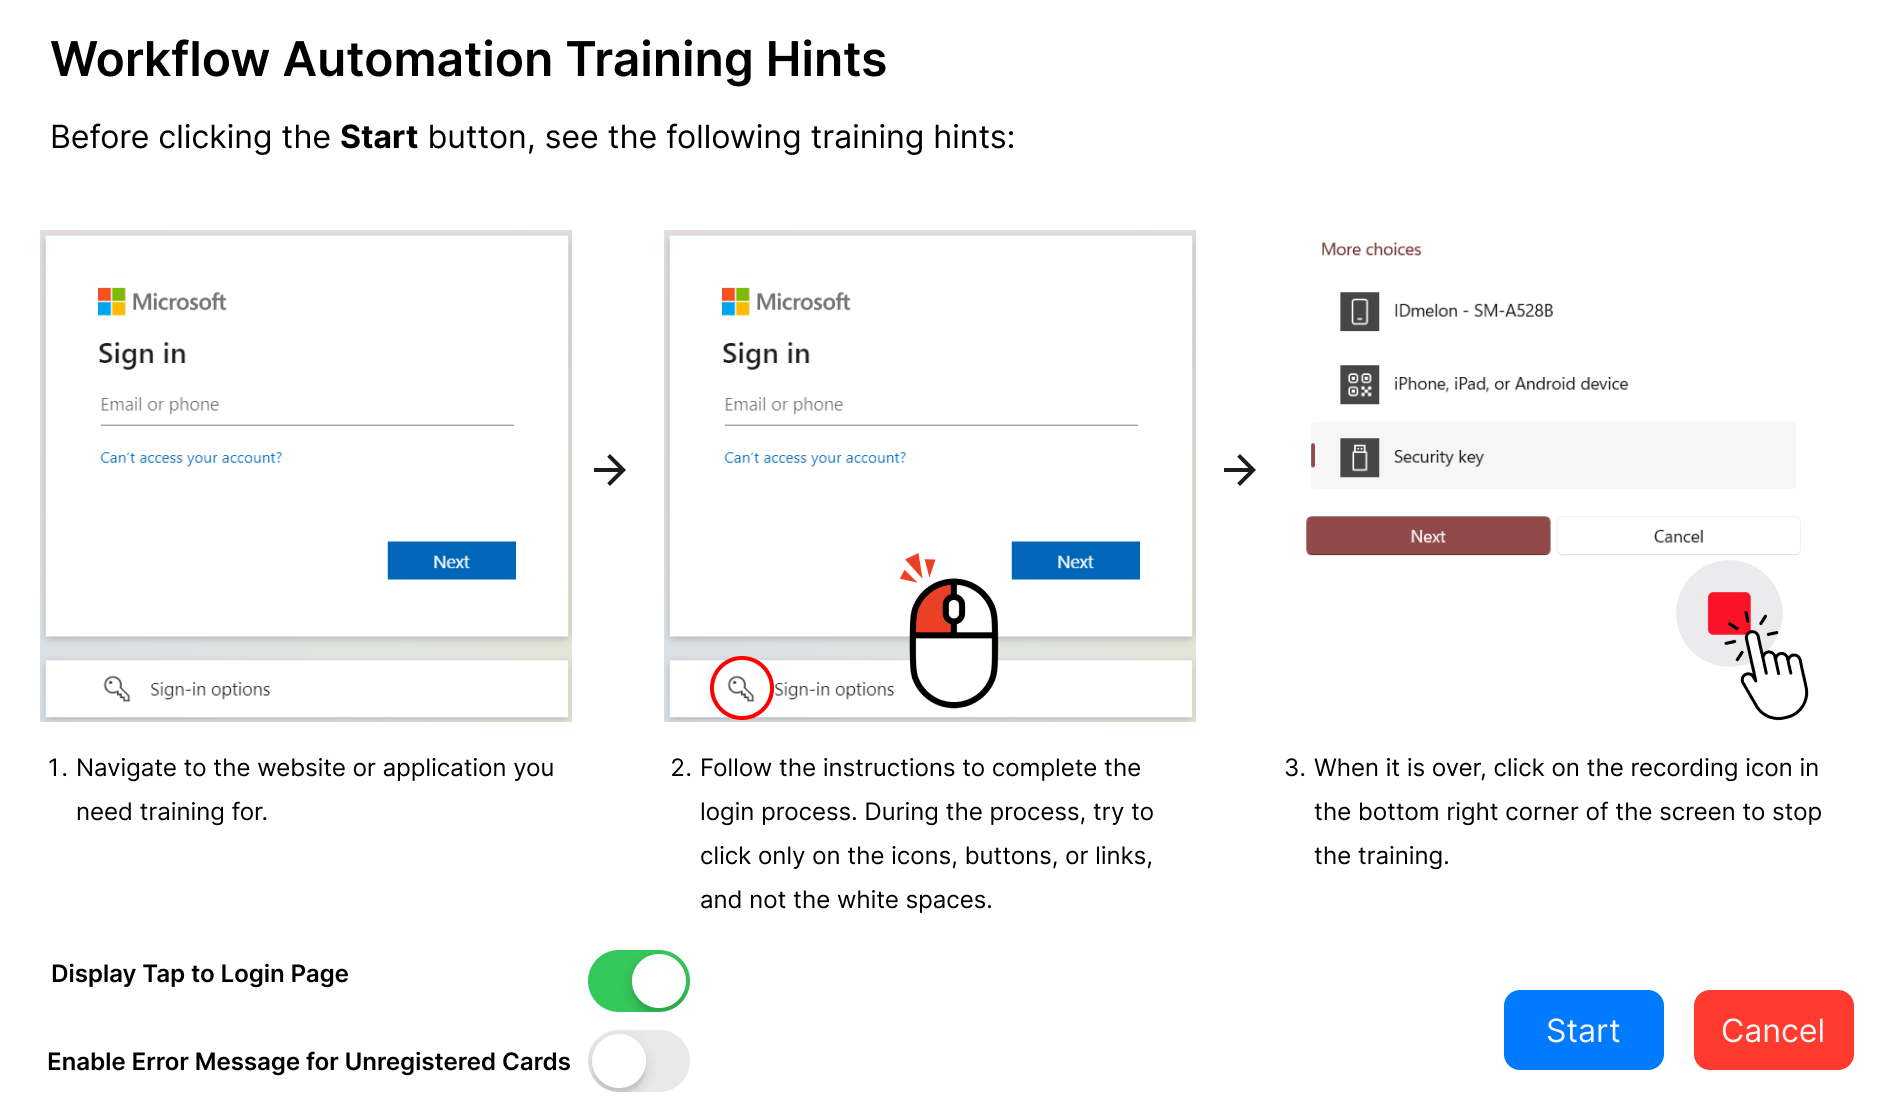 Workflow Automation Training Hints
Before clicking the Start button, see the following training hints:
Microsoft
Sign in
Email or phone
Can't access your account?
Next
Sign-in options
Microsoft
Sign in
Email or phone
Can't access your account?
Next
Sign-in options
More choices
IDmelon - SM-A528B
iPhone, iPad, or Android device
Security key
Next
Cancel
1. Navigate to the website or application you
need training for.
2. Follow the instructions to complete the
login process. During the process, try to
click only on the icons, buttons, or links,
and not the white spaces.
3. When it is over, click on the recording icon in
the bottom right corner of the screen to stop
the training.
Display Tap to Login Page
Enable Error Message for Unregistered Cards
Start
Cancel